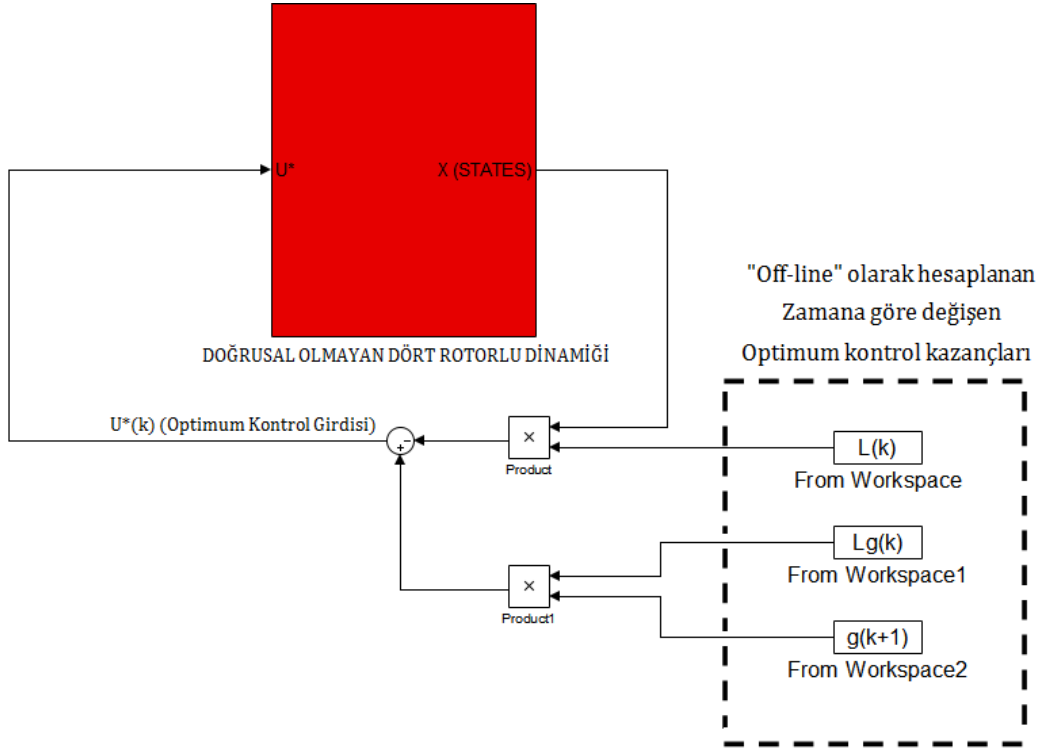 U*
X (STATES)
DOĞRUSAL OLMAYAN DÖRT ROTORLU DİNAMİĞİ
"Off-line" olarak hesaplanan
Zamana göre değişen
Optimum kontrol kazançları
U*(k) (Optimum Kontrol Girdisi)
-
+
×
Product
L(k)
From Workspace
Lg(k)
From Workspace1
×
Product1
g(k+1)
From Workspace2